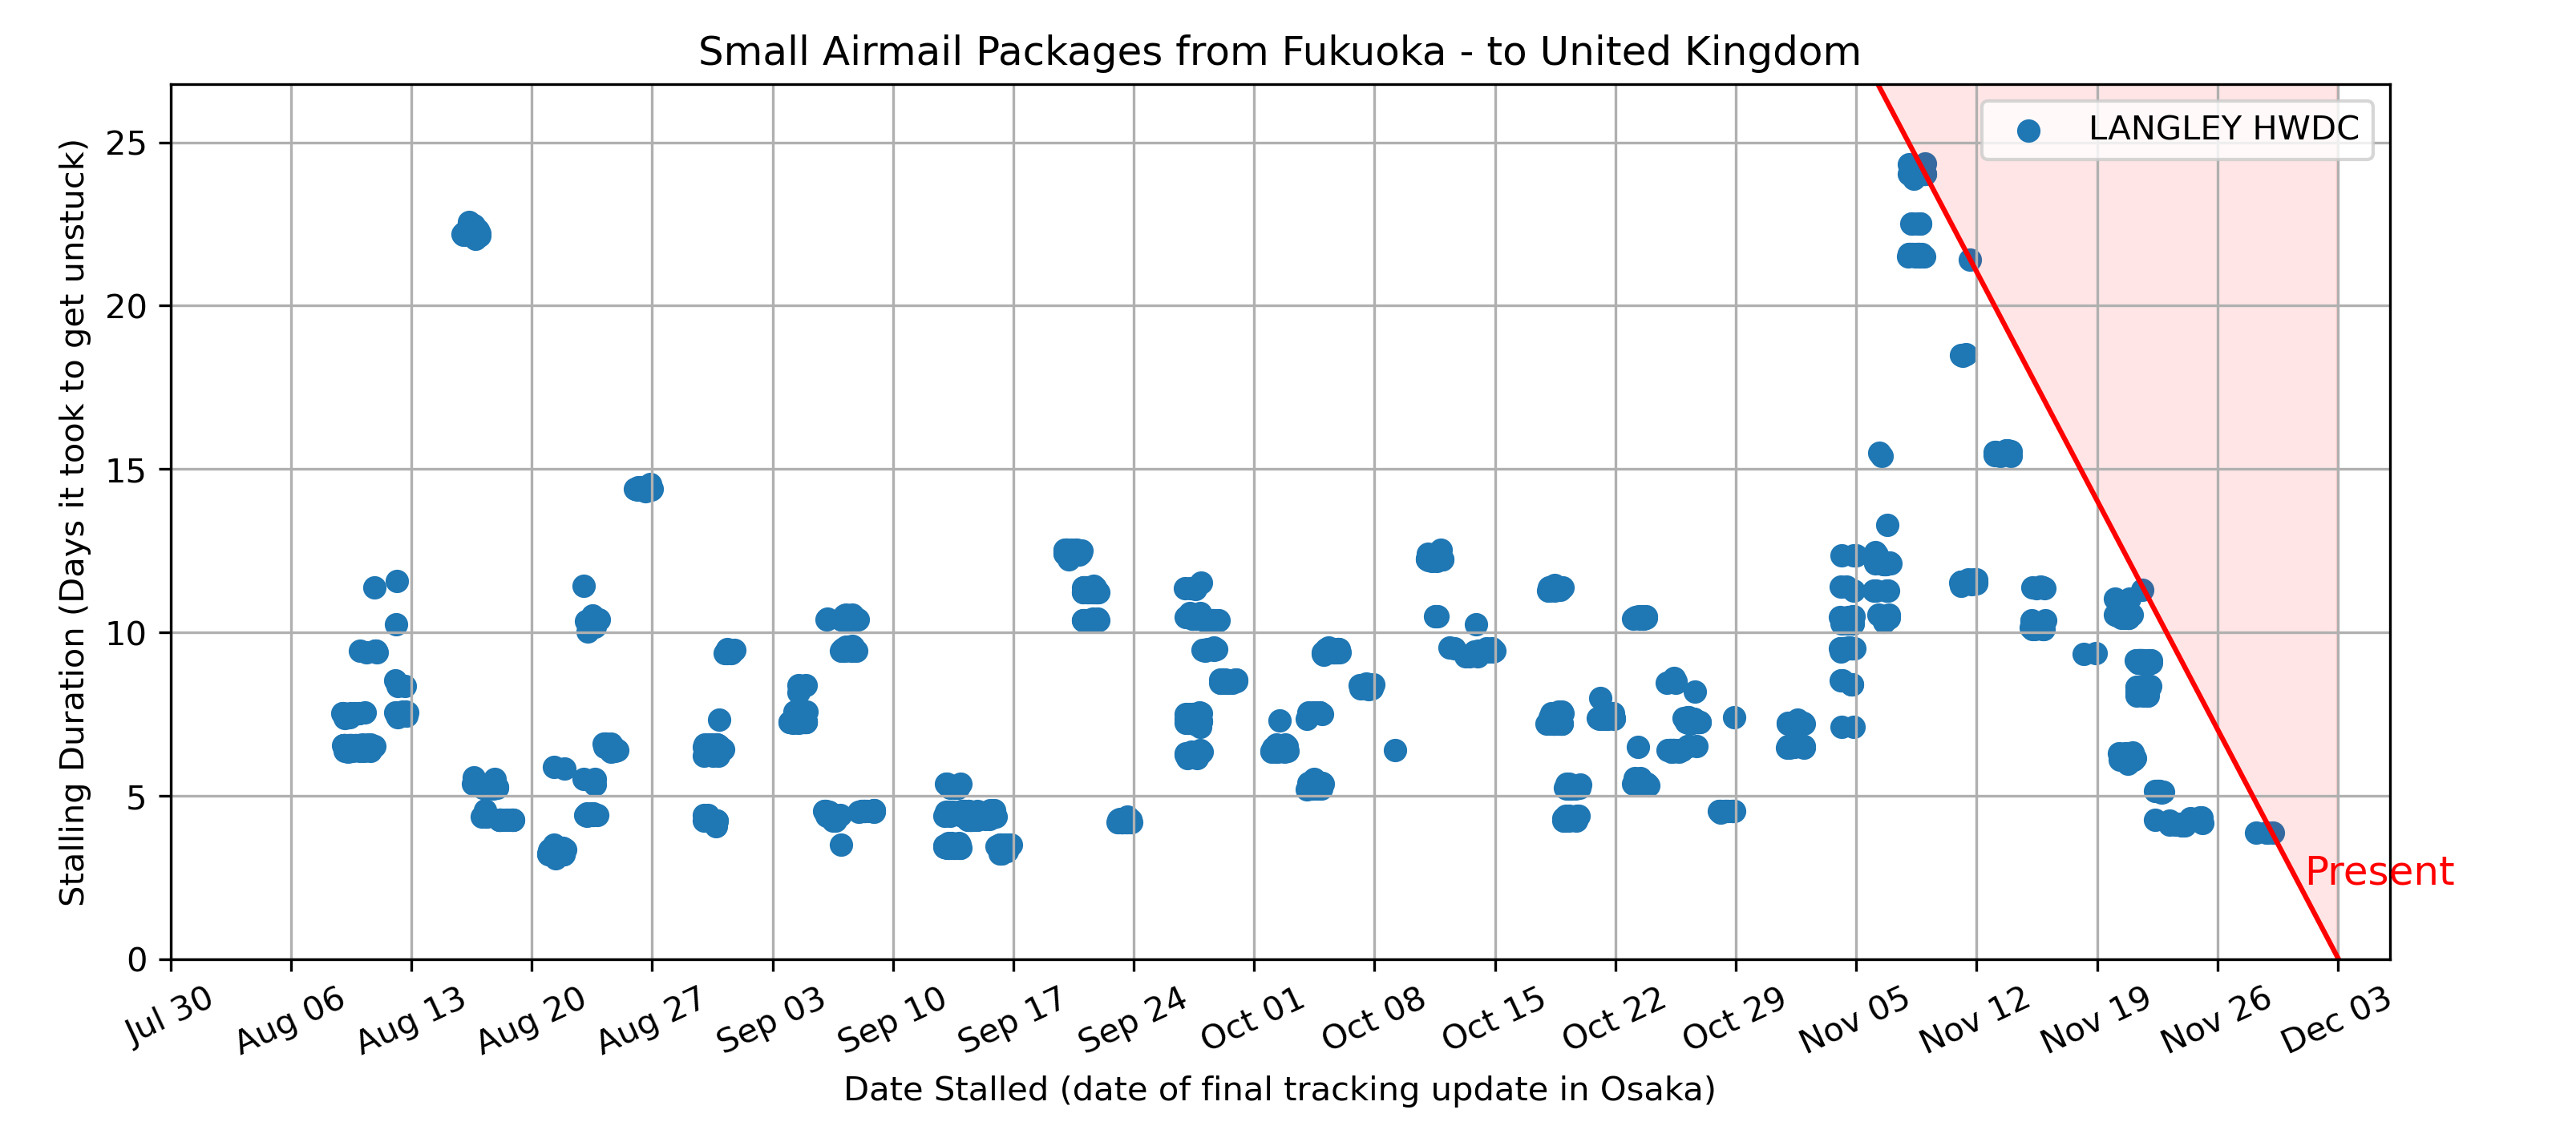 Small Airmail Packages from Fukuoka - to United Kingdom
LANGLEY HWDC
Stalling Duration (Days it took to get unstuck)
25
20
15
10
5
0
Present
Jul 30
Aug 06
Aug 13
Aug 20
Aug 27
Sep 03
Sep 10
Sep 17
Sep 24
Oct 01
Oct 08
Oct 15
Oct 22
Oct 29
Nov 05
Nov 12
Nov 19
Nov 26
Dec 03
Date Stalled (date of final tracking update in Osaka)